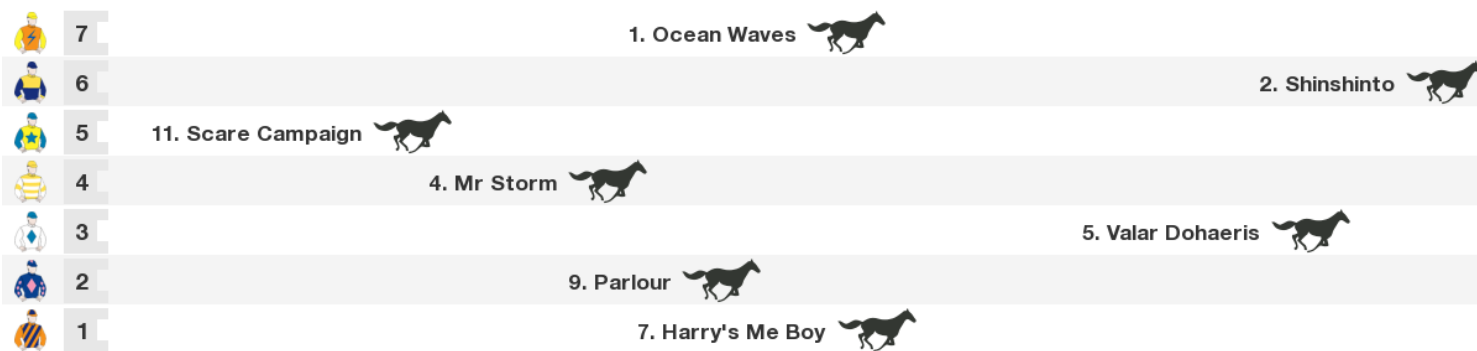 7 1. Ocean Waves
6 2. Shinshinto
5 11. Scare Campaign
4 4. Mr Storm
3 5. Valar Dohaeris
2 9. Parlour
1 7. Harry's Me Boy